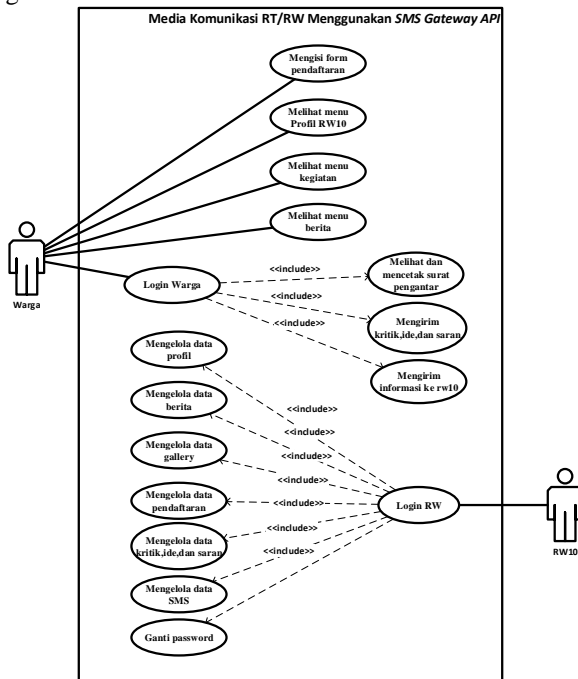 g
Media Komunikasi RT/RW Menggunakan SMS Gateway API
Mengisi form
pendaftaran
Melihat menu
Profil RW10
Melihat menu
kegiatan
Melihat menu
berita
Warga
Login Warga
<<include>>
Melihat dan
mencetak surat
pengantar
<<include>>
Mengirim
kritik,ide,dan saran
<<include>>
Mengirim
informasi ke rw10
Mengelola data
profil
Mengelola data
berita
<<include>>
Mengelola data
gallery
<<include>>
<<include>>
Mengelola data
pendaftaran
<<include>>
Login RW
RW10
Mengelola data
kritik,ide,dan saran
<<include>>
<<include>>
Mengelola data
SMS
Ganti password